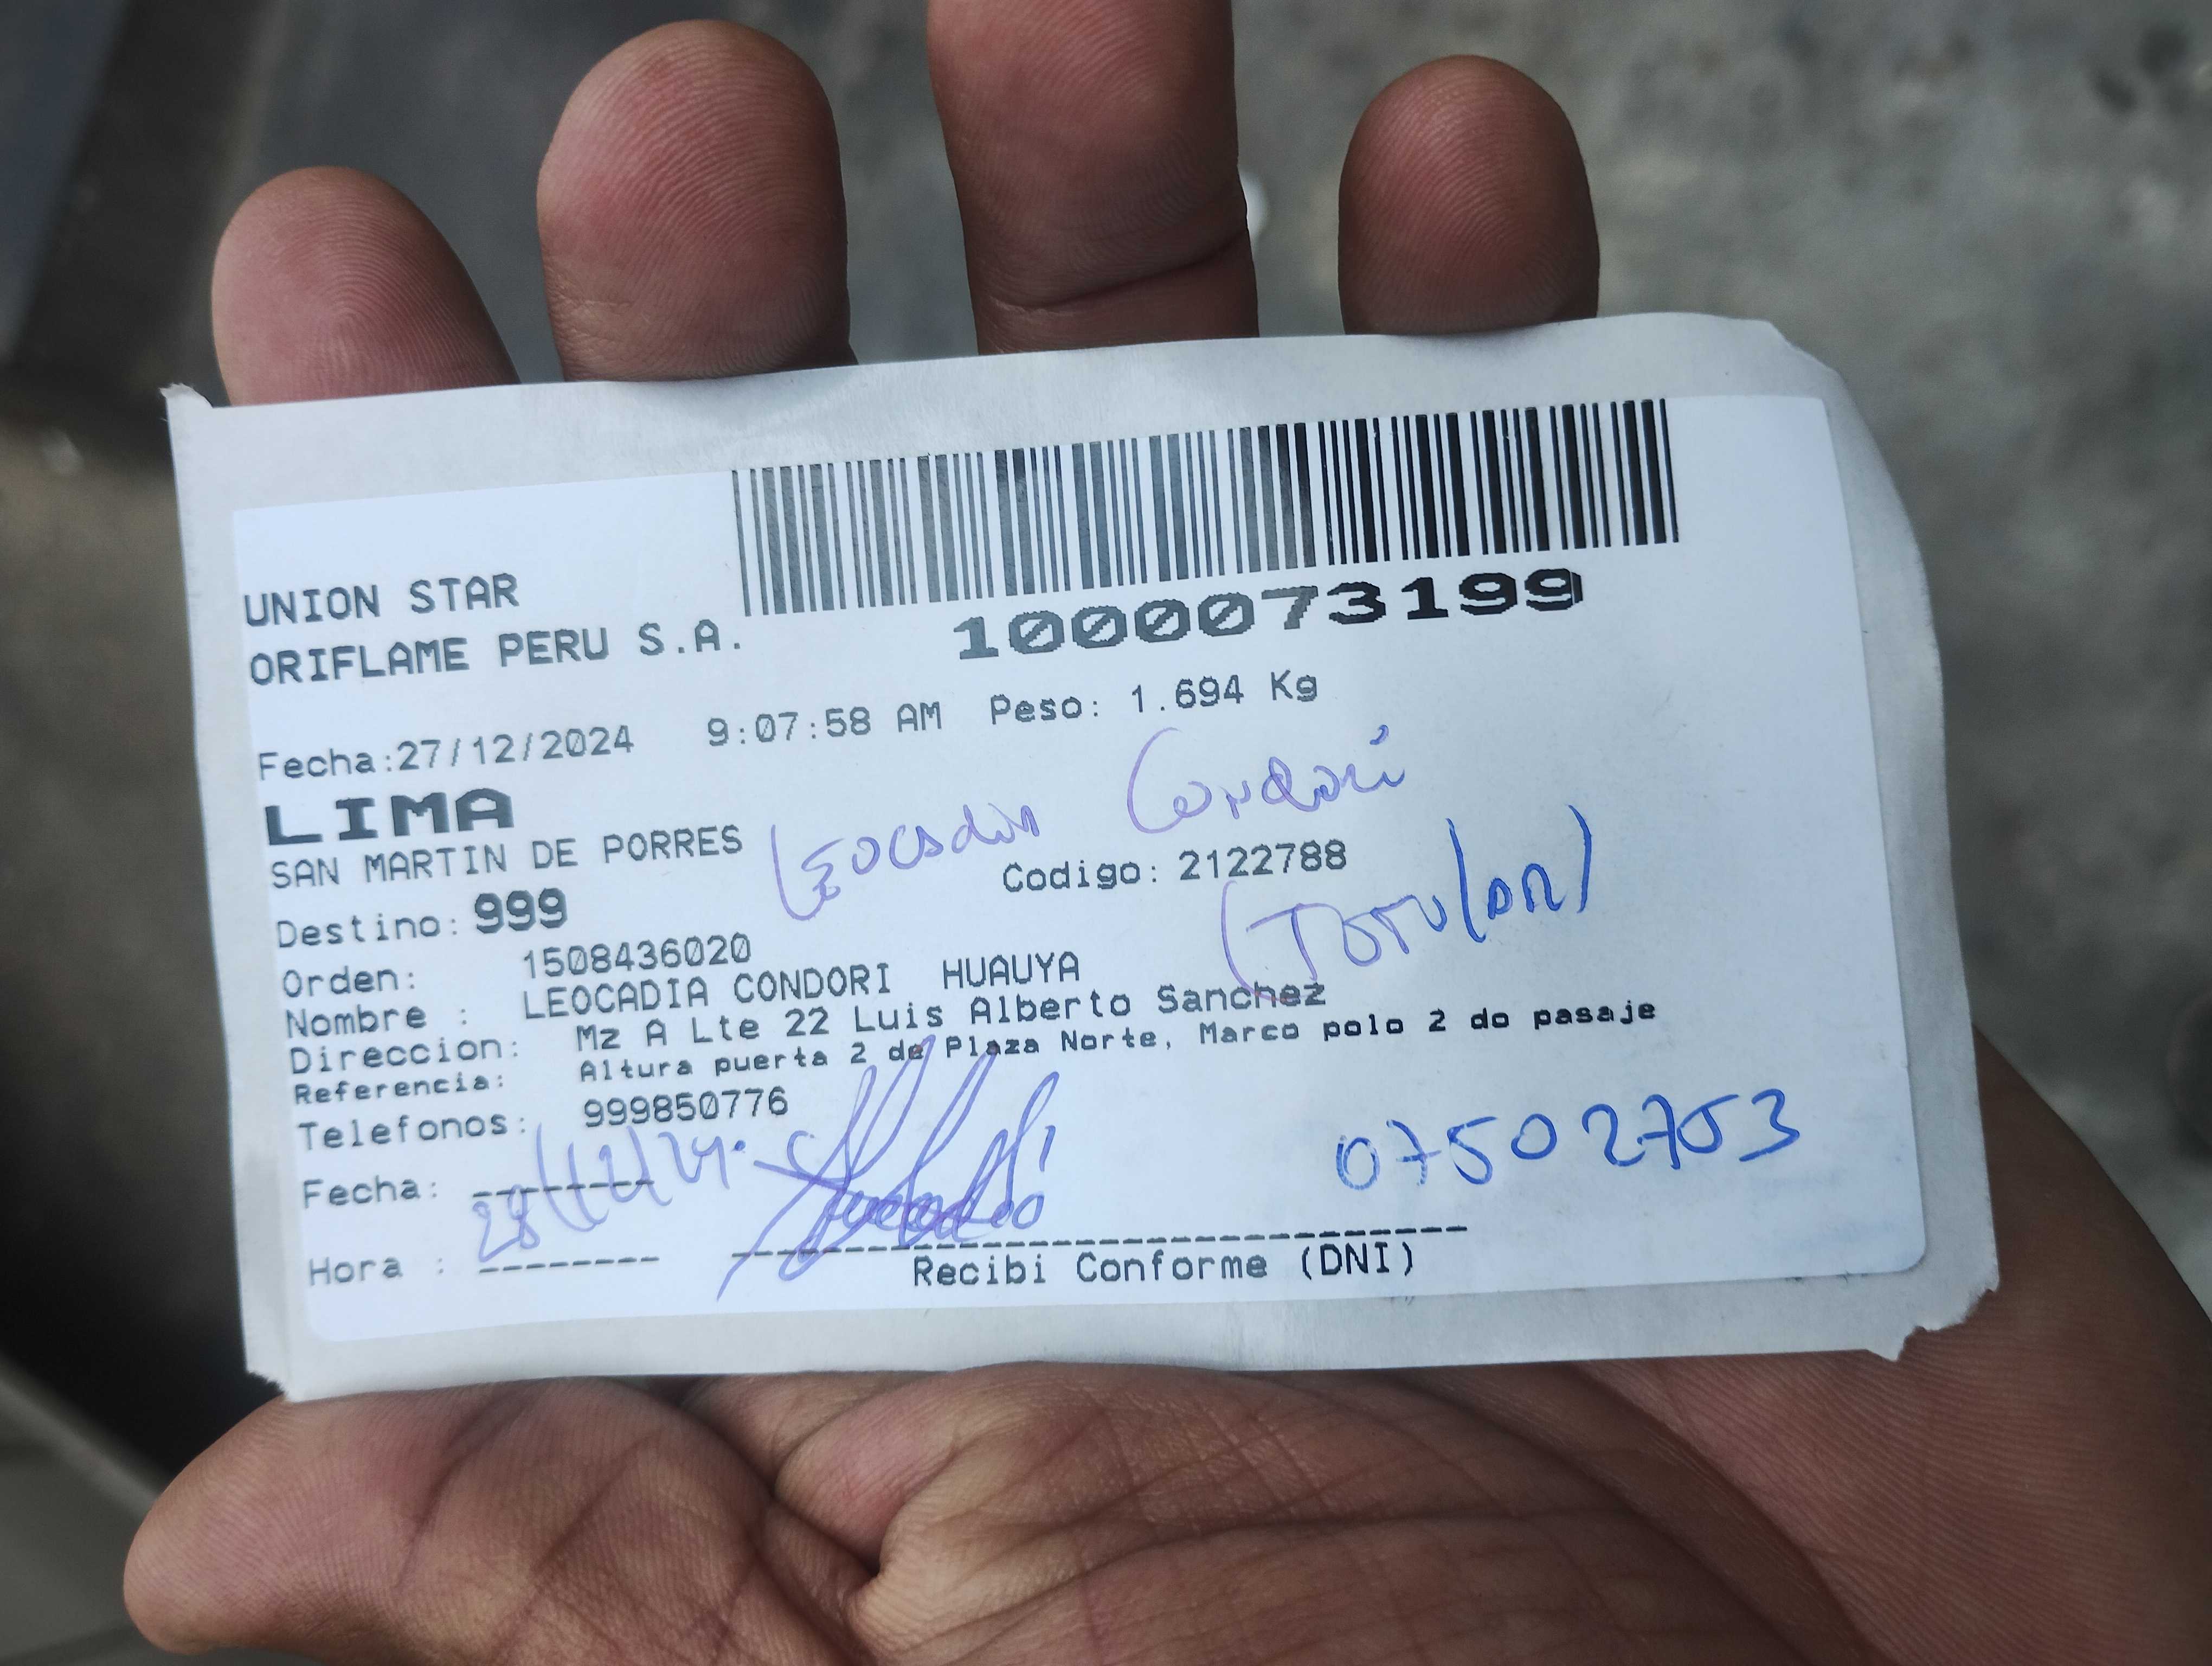 UNION STAR
ORIFLAME PERU S.A.
1000073199
Fecha:27/12/2024 9:07:58 AM Peso: 1.694 Kg
LIMA
SAN MARTIN DE PORRES
Leocadia Condori
Destino: 999
Codigo: 2122788
(Titular)
Orden: 1508436020
Nombre : LEOCADIA CONDORI HUAUYA
Direccion: Mz A Lte 22 Luis Alberto Sanchez
Referencia: Altura puerta 2 de Plaza Norte, Marco polo 2 do pasaje
Telefonos: 999850776
Fecha: 28/12/24.
07502753
Hora :
Recibi Conforme (DNI)